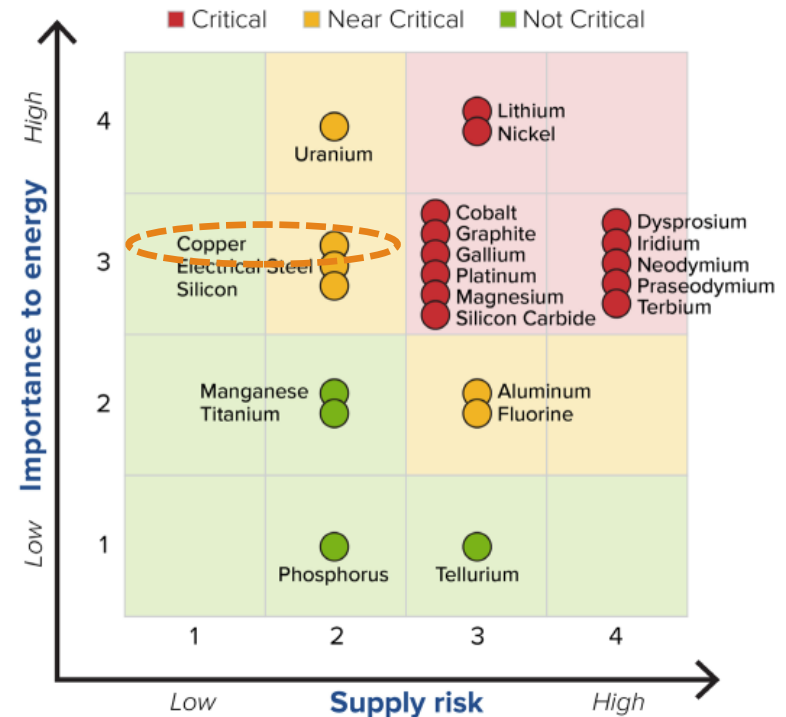 Critical Near Critical Not Critical
High
Importance to energy
Low
4
3
2
1
Uranium
Lithium
Nickel
Copper
Electrical Steel
Silicon
Cobalt
Graphite
Gallium
Platinum
Magnesium
Silicon Carbide
Dysprosium
Iridium
Neodymium
Praseodymium
Terbium
Manganese
Titanium
Aluminum
Fluorine
Phosphorus
Tellurium
1 2 3 4
Low Supply risk High